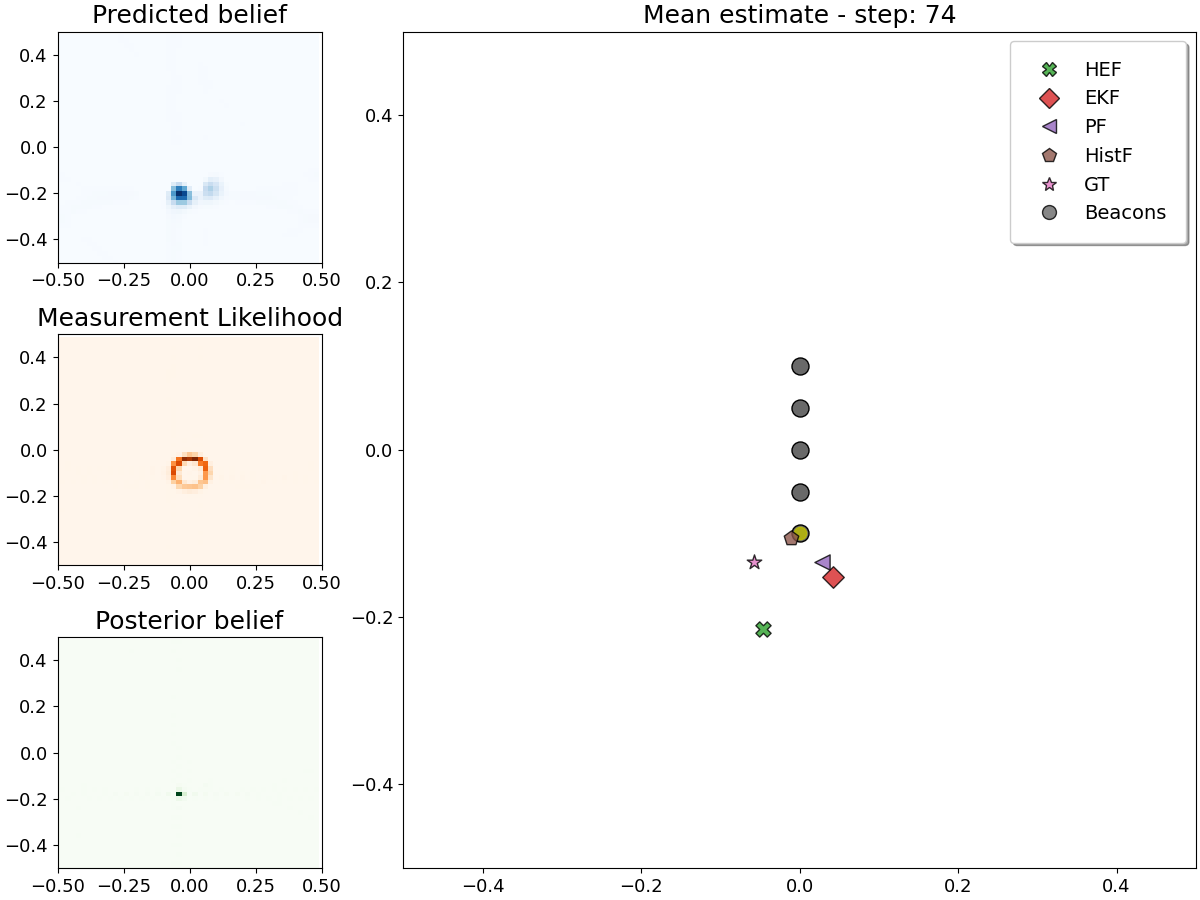 Predicted belief
0.4
0.2
0.0
−0.2
−0.4
−0.50 −0.25 0.00 0.25 0.50
Measurement Likelihood
0.4
0.2
0.0
−0.2
−0.4
−0.50 −0.25 0.00 0.25 0.50
Posterior belief
0.4
0.2
0.0
−0.2
−0.4
−0.50 −0.25 0.00 0.25 0.50
Mean estimate - step: 74
0.4
0.2
0.0
−0.2
−0.4
−0.4 −0.2 0.0 0.2 0.4
HEF
EKF
PF
HistF
GT
Beacons